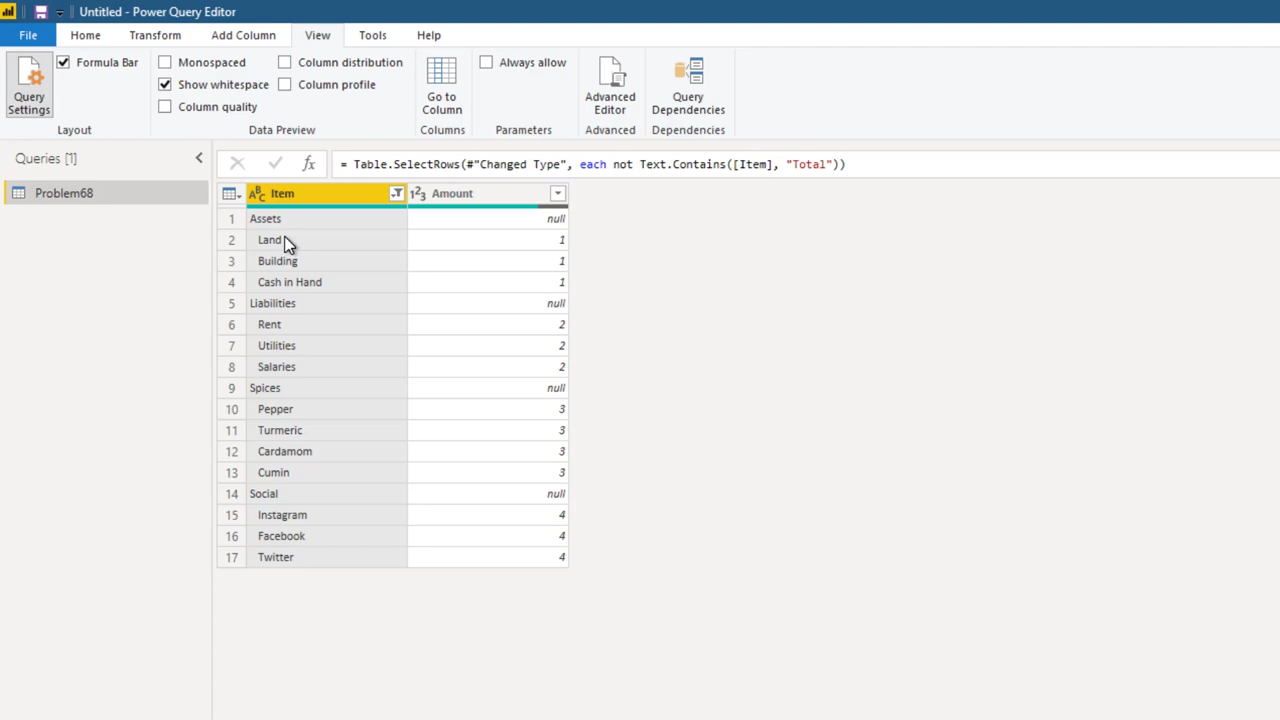 Untitled - Power Query Editor
File Home Transform Add Column View Tools Help
Query Settings
Formula Bar
Layout
Monospaced
Show whitespace
Column quality
Column distribution
Column profile
Data Preview
Go to Column
Columns
Always allow
Parameters
Advanced Editor
Advanced
Query Dependencies
Dependencies
Queries [1]
Problem68
fx = Table.SelectRows(#"Changed Type", each not Text.Contains([Item], "Total"))
ABC Item 123 Amount
1 Assets null
2 Land 1
3 Building 1
4 Cash in Hand 1
5 Liabilities null
6 Rent 2
7 Utilities 2
8 Salaries 2
9 Spices null
10 Pepper 3
11 Turmeric 3
12 Cardamom 3
13 Cumin 3
14 Social null
15 Instagram 4
16 Facebook 4
17 Twitter 4